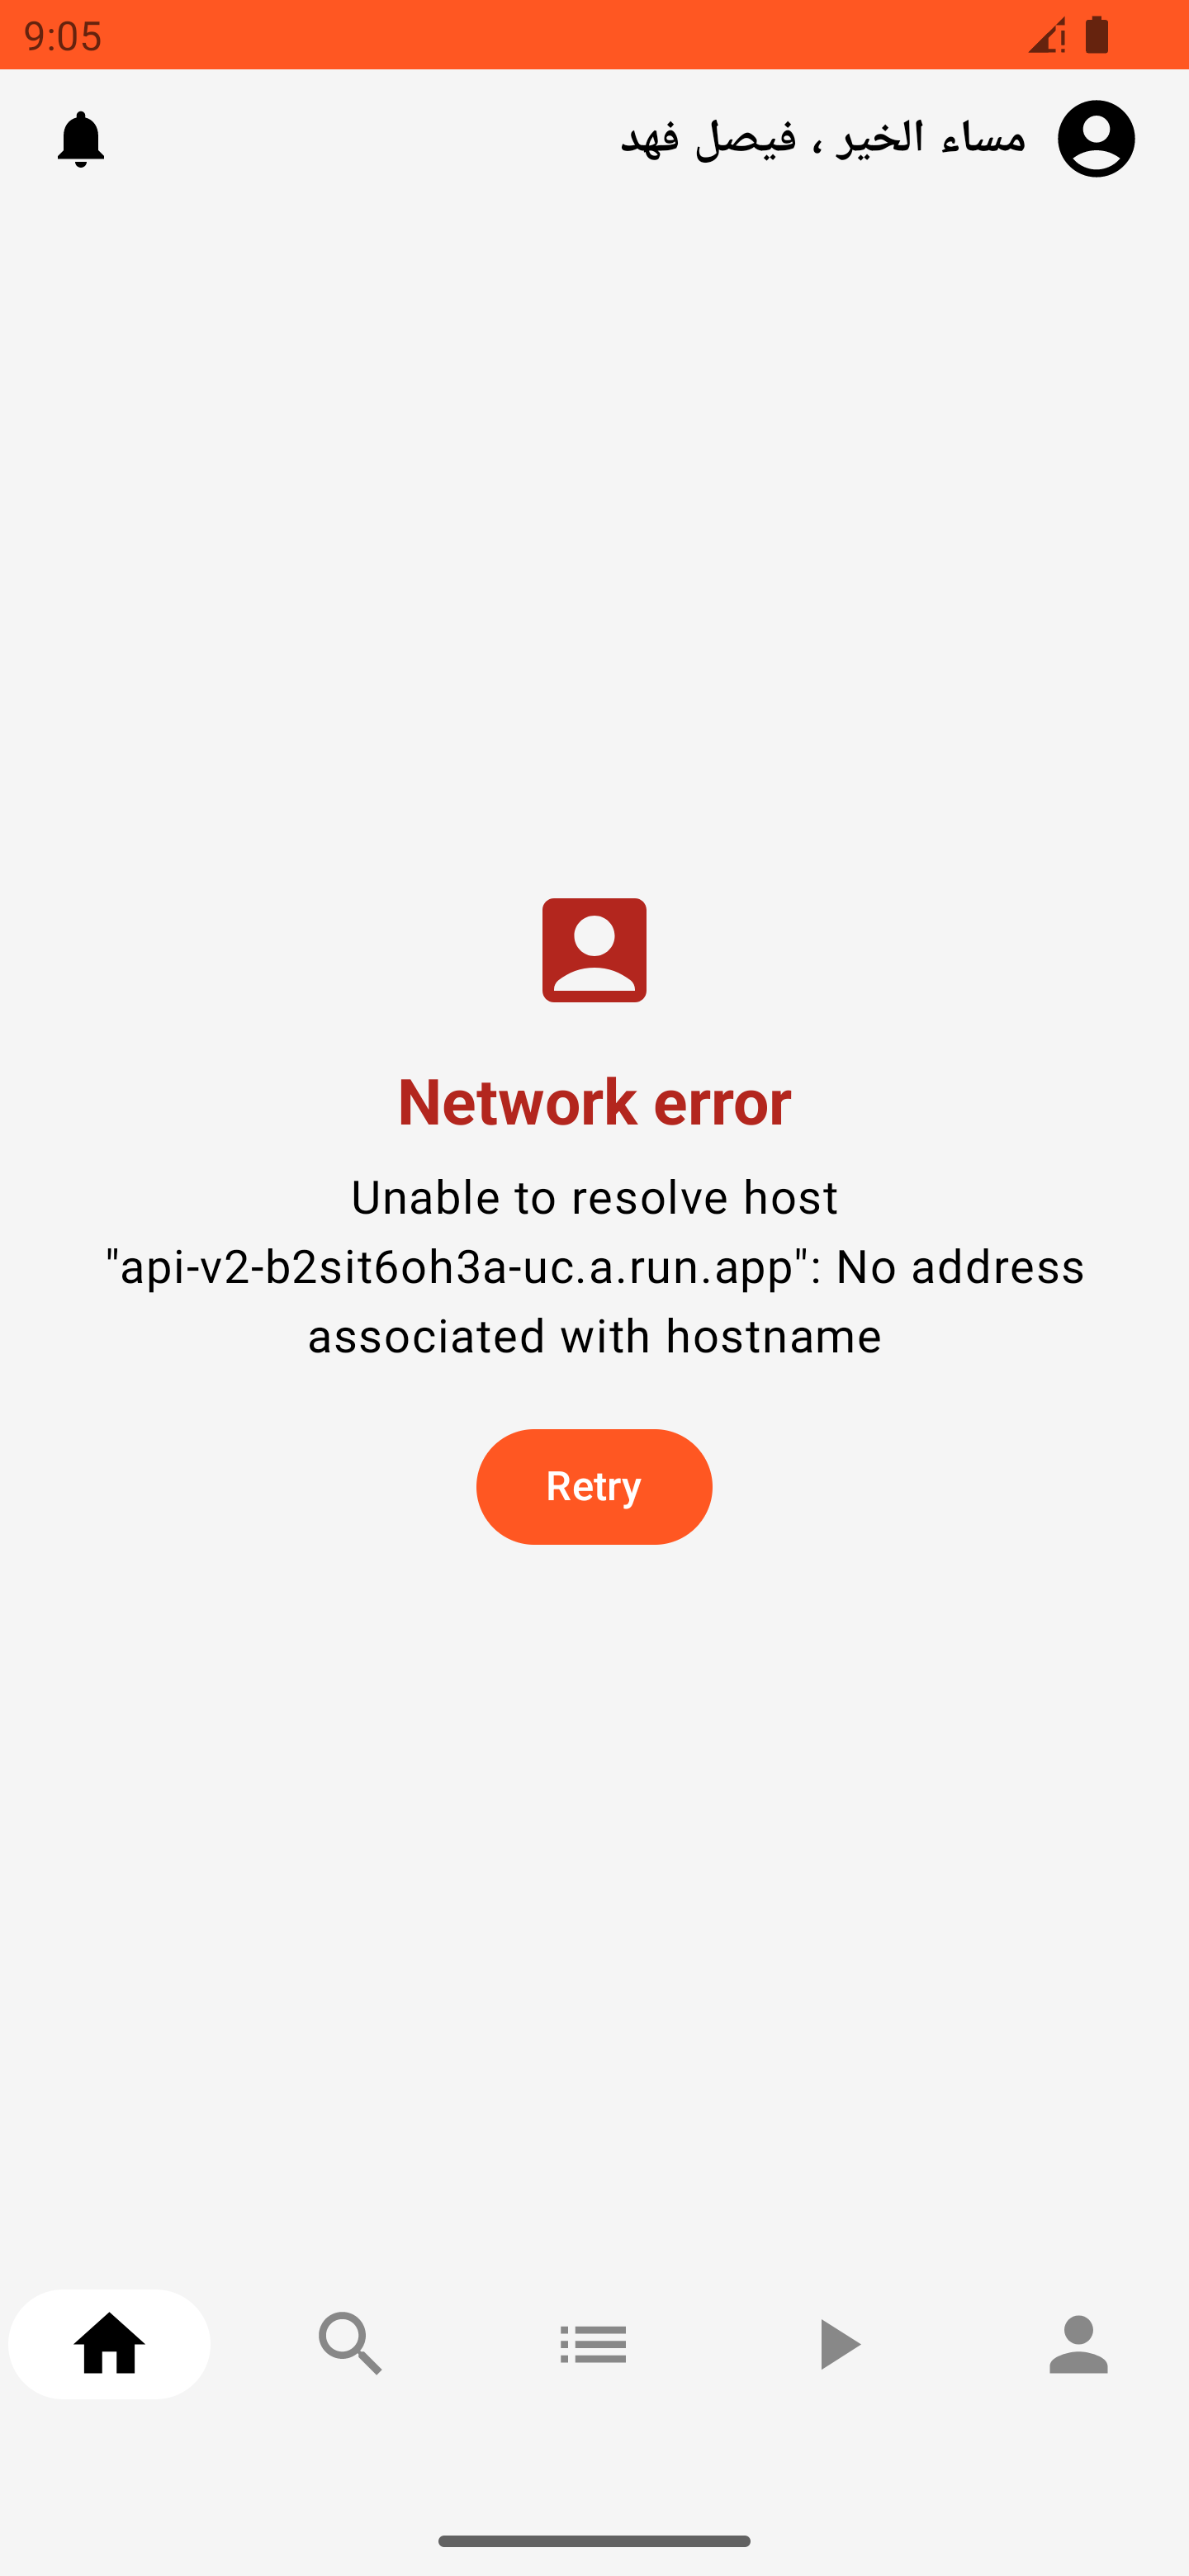 9:05
مساء الخير ، فيصل فهد
Network error
Unable to resolve host
"api-v2-b2sit6oh3a-uc.a.run.app": No address
associated with hostname
Retry